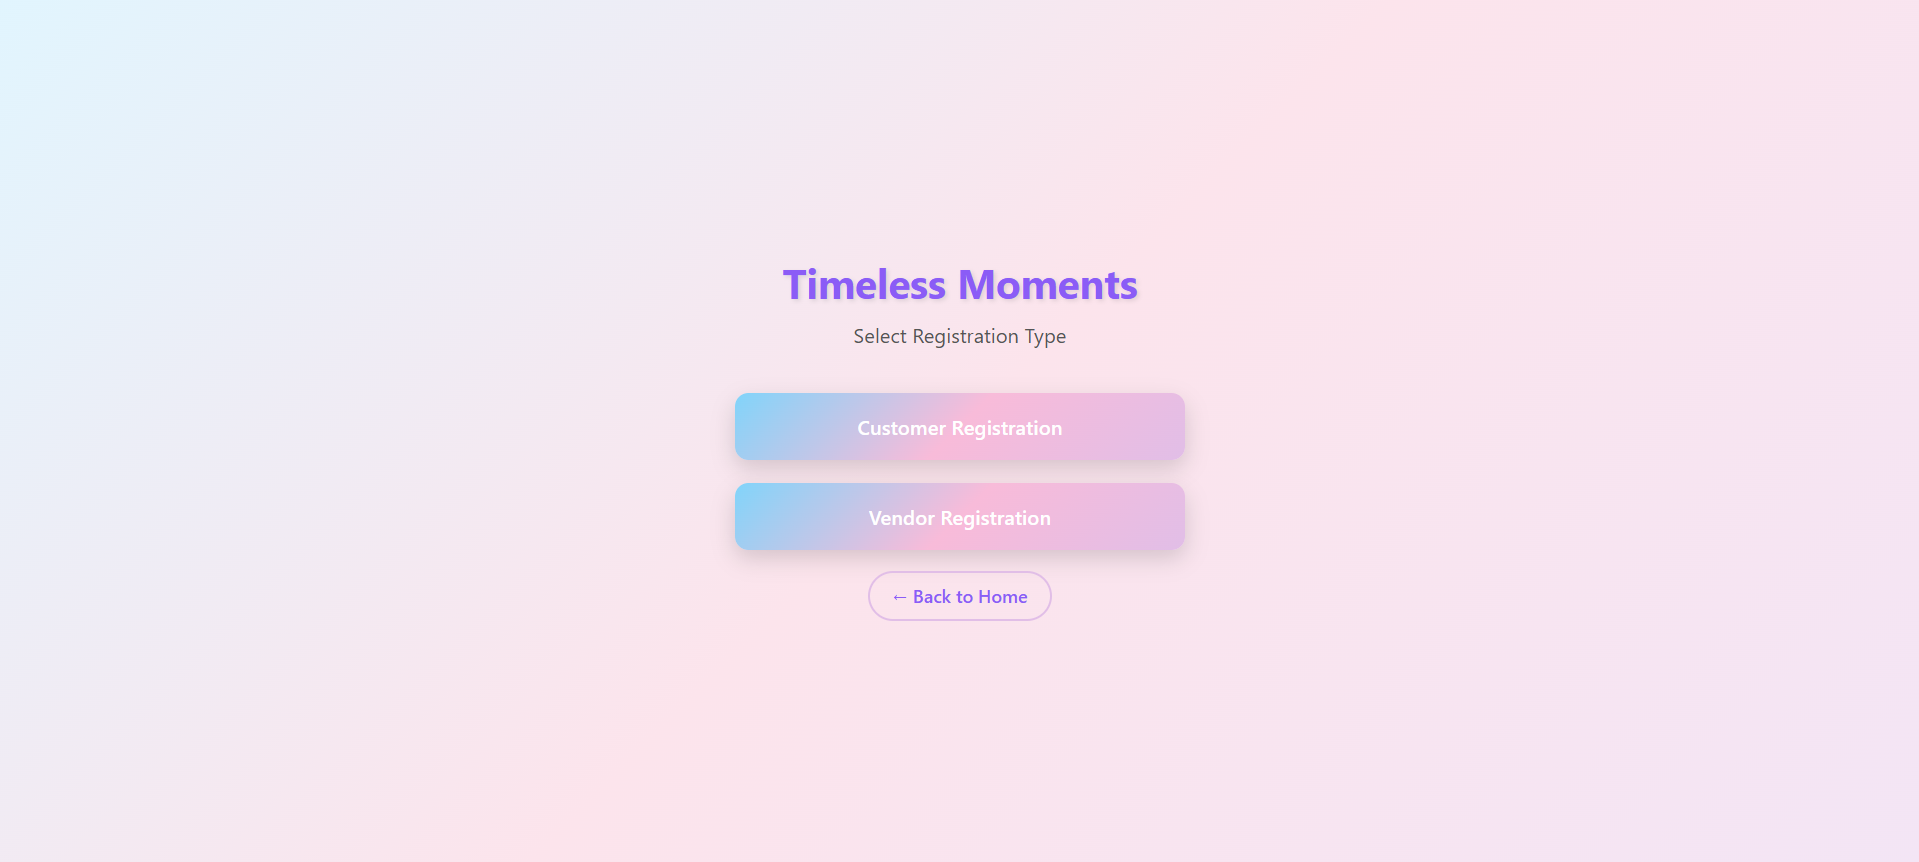 Timeless Moments
Select Registration Type
Customer Registration
Vendor Registration
← Back to Home